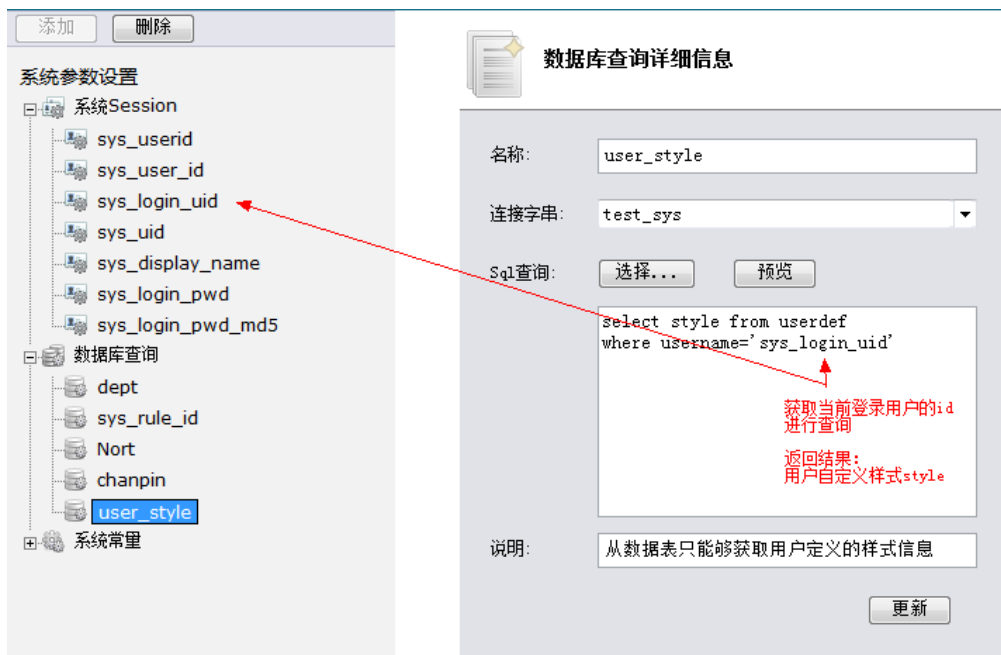 添加
删除
系统参数设置
系统Session
sys_userid
sys_user_id
sys_login_uid
sys_uid
sys_display_name
sys_login_pwd
sys_login_pwd_md5
数据库查询
dept
sys_rule_id
Nort
chanpin
user_style
系统常量
数据库查询详细信息
名称:
user_style
连接字串:
test_sys
Sql查询:
选择...
预览
select style from userdef
where username='sys_login_uid'
获取当前登录用户的id
进行查询
返回结果:
用户自定义样式style
说明:
从数据表只能够获取用户定义的样式信息
更新